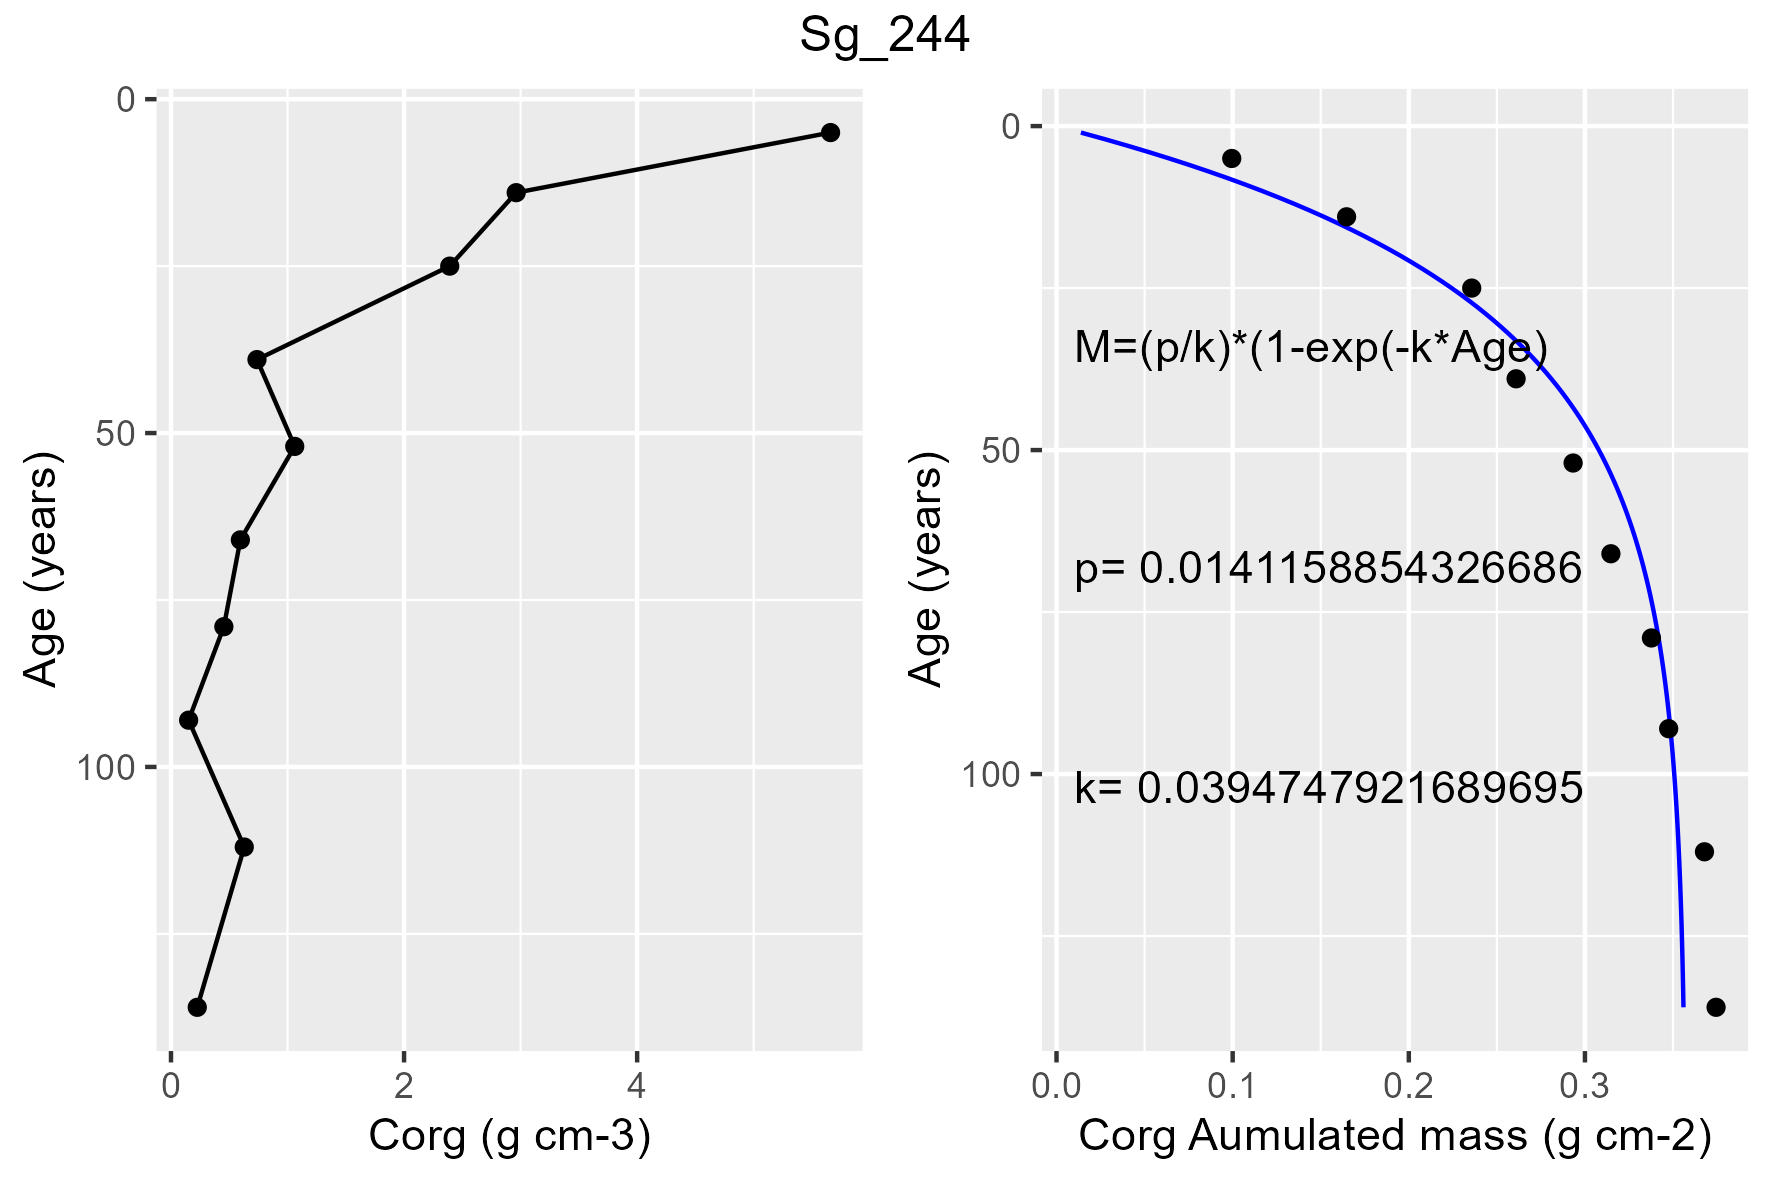 Sg_244
0
50
100
Age (years)
0
2
4
Corg (g cm-3)
0
50
100
Age (years)
M=(p/k)*(1-exp(-k*Age)
p= 0.0141158854326686
k= 0.0394747921689695
0.0
0.1
0.2
0.3
Corg Aumulated mass (g cm-2)